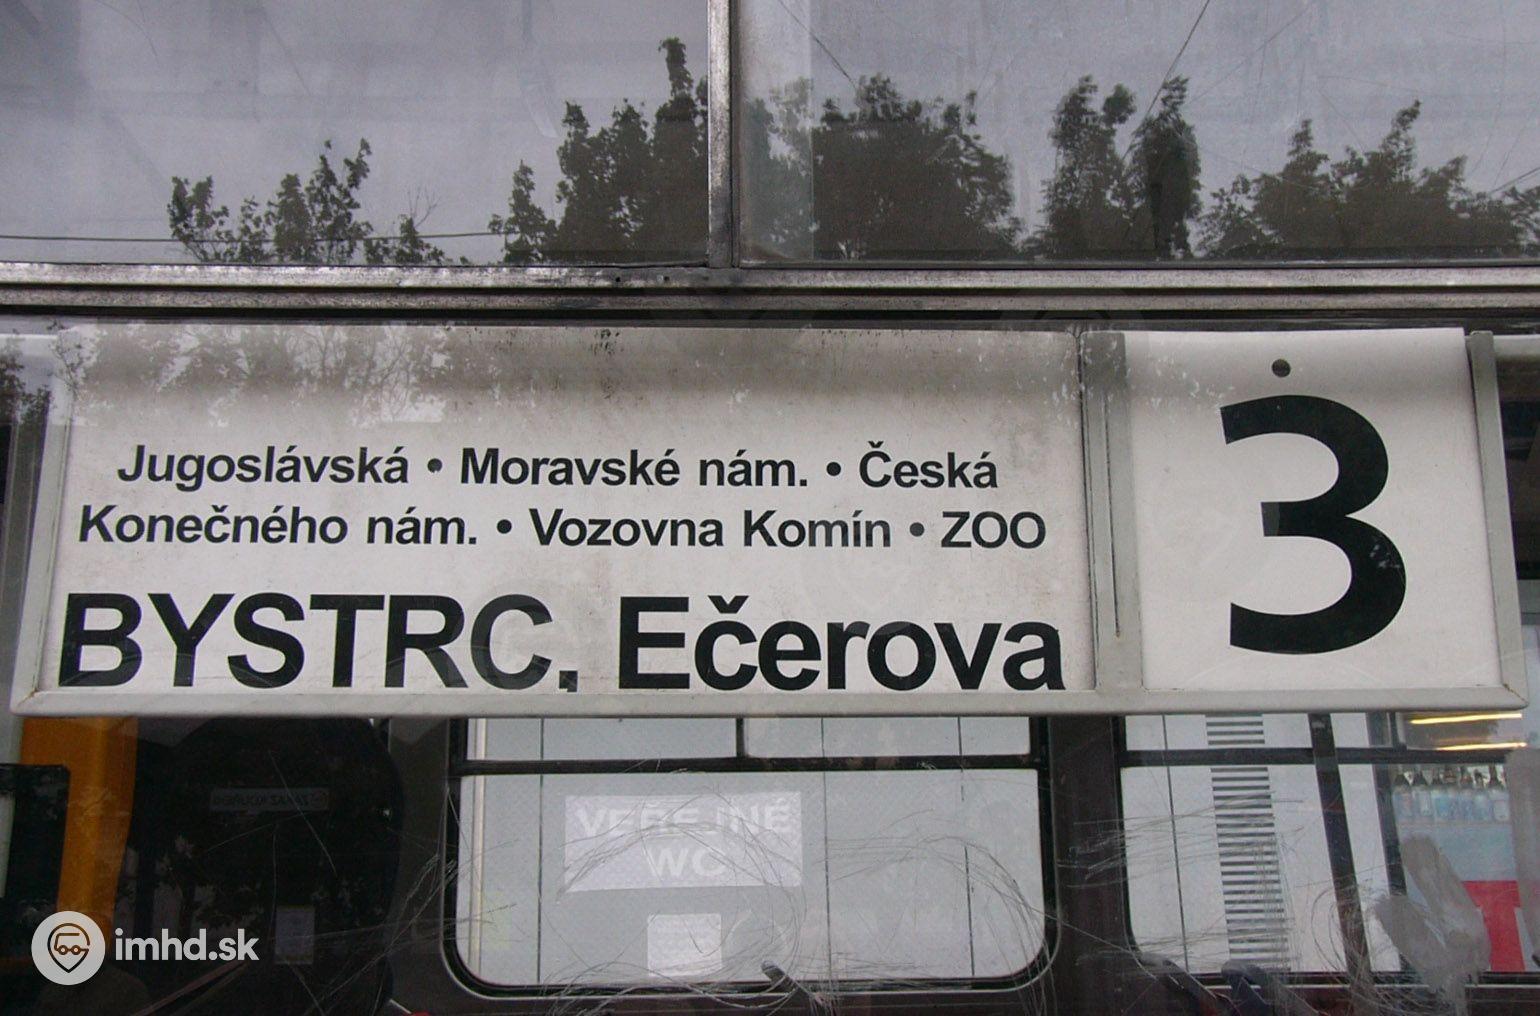 Jugoslávská • Moravské nám. • Česká
Konečného nám. • Vozovna Komín • ZOO
BYSTRC, Ečerova
3
VEŘEJNÉ
WC
imhd.sk